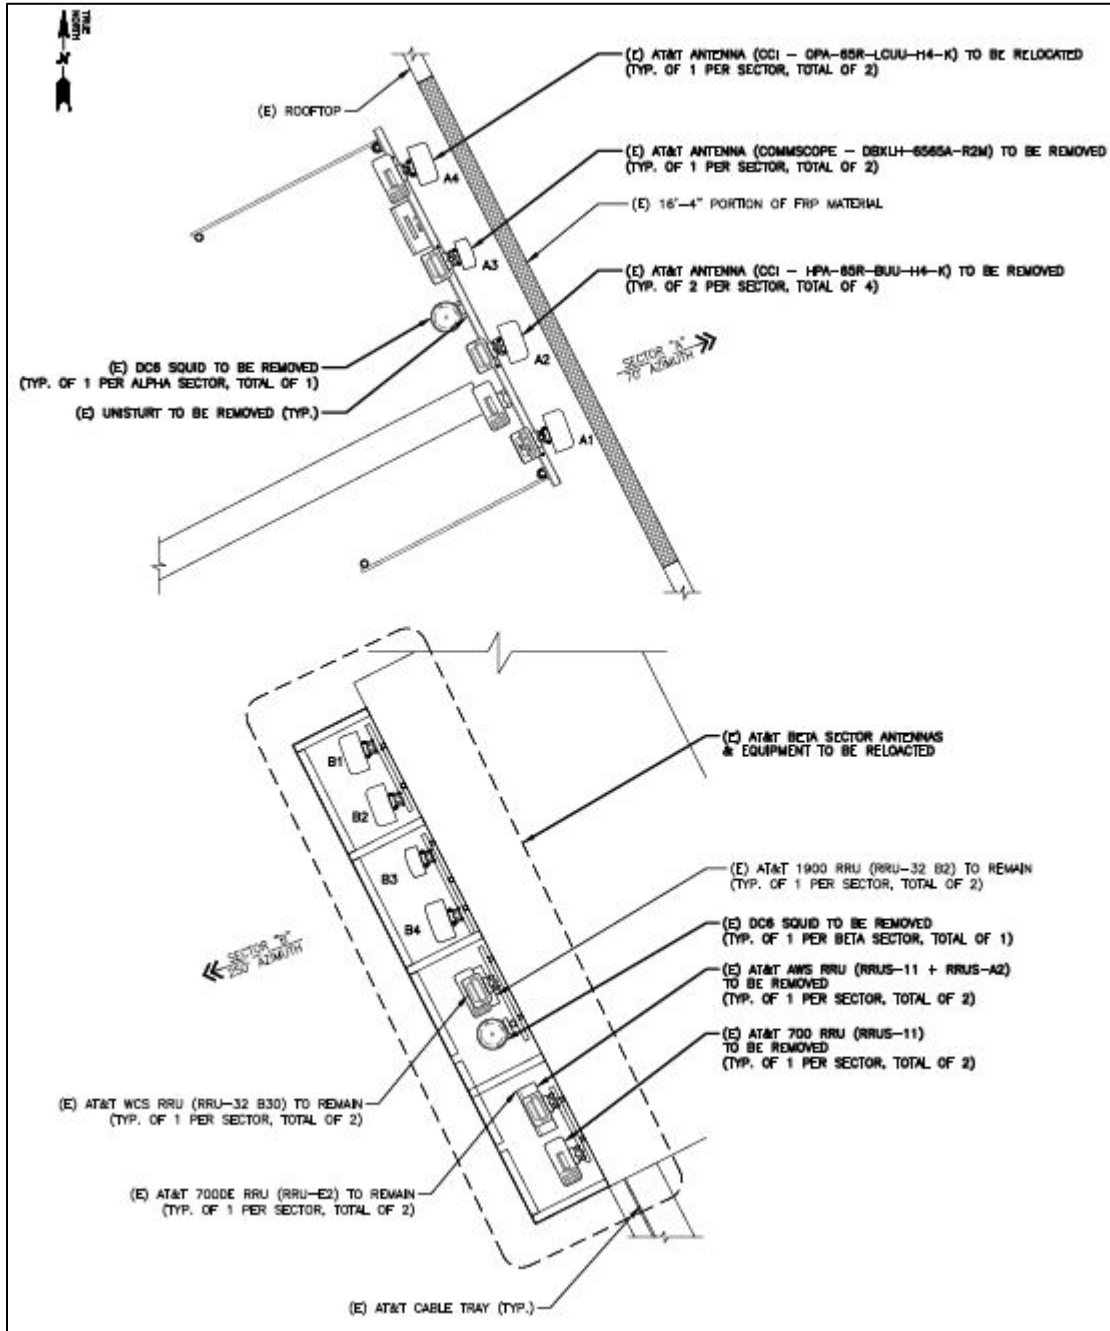 TRUE
NORTH
(E) AT&T ANTENNA (CCI - OPA-65R-LCUU-H4-K) TO BE RELOCATED
(TYP. OF 1 PER SECTOR, TOTAL OF 2)
(E) ROOFTOP
(E) AT&T ANTENNA (COMMSCOPE - DBXLH-6565A-R2M) TO BE REMOVED
(TYP. OF 1 PER SECTOR, TOTAL OF 2)
A4
(E) 16'-4" PORTION OF FRP MATERIAL
A3
(E) AT&T ANTENNA (CCI - HPA-65R-BUU-H4-K) TO BE REMOVED
(TYP. OF 2 PER SECTOR, TOTAL OF 4)
SECTOR "A"
70° AZIMUTH
A2
(E) DC6 SQUID TO BE REMOVED
(TYP. OF 1 PER ALPHA SECTOR, TOTAL OF 1)
(E) UNISTURT TO BE REMOVED (TYP.)
A1
(E) AT&T BETA SECTOR ANTENNAS
& EQUIPMENT TO BE RELOACTED
B1
B2
B3
(E) AT&T 1900 RRU (RRU-32 B2) TO REMAIN
(TYP. OF 1 PER SECTOR, TOTAL OF 2)
B4
(E) DC6 SQUID TO BE REMOVED
(TYP. OF 1 PER BETA SECTOR, TOTAL OF 1)
SECTOR "B"
250° AZIMUTH
(E) AT&T AWS RRU (RRUS-11 + RRUS-A2)
TO BE REMOVED
(TYP. OF 1 PER SECTOR, TOTAL OF 2)
(E) AT&T 700 RRU (RRUS-11)
TO BE REMOVED
(TYP. OF 1 PER SECTOR, TOTAL OF 2)
(E) AT&T WCS RRU (RRU-32 B30) TO REMAIN
(TYP. OF 1 PER SECTOR, TOTAL OF 2)
(E) AT&T 700DE RRU (RRU-E2) TO REMAIN
(TYP. OF 1 PER SECTOR, TOTAL OF 2)
(E) AT&T CABLE TRAY (TYP.)